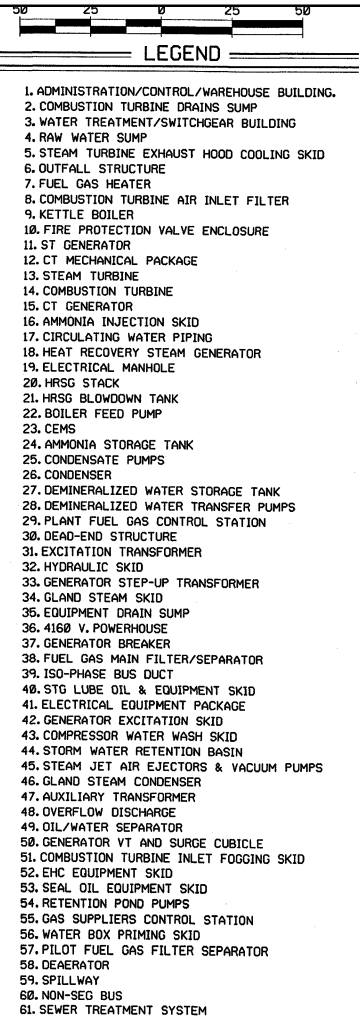 50 25 0 25 50
LEGEND
1. ADMINISTRATION/CONTROL/WAREHOUSE BUILDING.
2. COMBUSTION TURBINE DRAINS SUMP
3. WATER TREATMENT/SWITCHGEAR BUILDING
4. RAW WATER SUMP
5. STEAM TURBINE EXHAUST HOOD COOLING SKID
6. OUTFALL STRUCTURE
7. FUEL GAS HEATER
8. COMBUSTION TURBINE AIR INLET FILTER
9. KETTLE BOILER
10. FIRE PROTECTION VALVE ENCLOSURE
11. ST GENERATOR
12. CT MECHANICAL PACKAGE
13. STEAM TURBINE
14. COMBUSTION TURBINE
15. CT GENERATOR
16. AMMONIA INJECTION SKID
17. CIRCULATING WATER PIPING
18. HEAT RECOVERY STEAM GENERATOR
19. ELECTRICAL MANHOLE
20. HRSG STACK
21. HRSG BLOWDOWN TANK
22. BOILER FEED PUMP
23. CEMS
24. AMMONIA STORAGE TANK
25. CONDENSATE PUMPS
26. CONDENSER
27. DEMINERALIZED WATER STORAGE TANK
28. DEMINERALIZED WATER TRANSFER PUMPS
29. PLANT FUEL GAS CONTROL STATION
30. DEAD-END STRUCTURE
31. EXCITATION TRANSFORMER
32. HYDRAULIC SKID
33. GENERATOR STEP-UP TRANSFORMER
34. GLAND STEAM SKID
35. EQUIPMENT DRAIN SUMP
36. 4160 V. POWERHOUSE
37. GENERATOR BREAKER
38. FUEL GAS MAIN FILTER/SEPARATOR
39. ISO-PHASE BUS DUCT
40. STG LUBE OIL & EQUIPMENT SKID
41. ELECTRICAL EQUIPMENT PACKAGE
42. GENERATOR EXCITATION SKID
43. COMPRESSOR WATER WASH SKID
44. STORM WATER RETENTION BASIN
45. STEAM JET AIR EJECTORS & VACUUM PUMPS
46. GLAND STEAM CONDENSER
47. AUXILIARY TRANSFORMER
48. OVERFLOW DISCHARGE
49. OIL/WATER SEPARATOR
50. GENERATOR VT AND SURGE CUBICLE
51. COMBUSTION TURBINE INLET FOGGING SKID
52. EHC EQUIPMENT SKID
53. SEAL OIL EQUIPMENT SKID
54. RETENTION POND PUMPS
55. GAS SUPPLIERS CONTROL STATION
56. WATER BOX PRIMING SKID
57. PILOT FUEL GAS FILTER SEPARATOR
58. DEAERATOR
59. SPILLWAY
60. NON-SEG BUS
61. SEWER TREATMENT SYSTEM